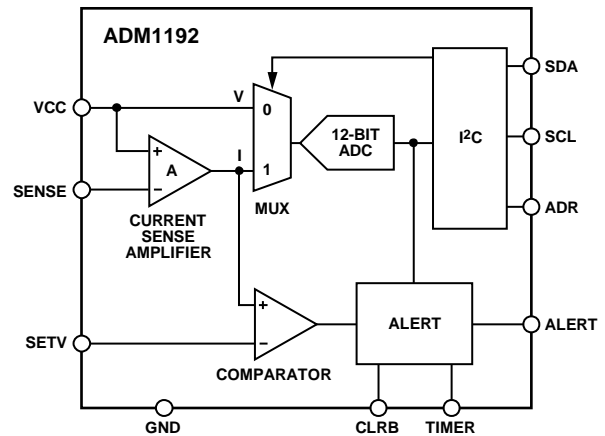 ADM1192
VCC
SENSE
SETV
V
0
I
1
MUX
+
A
−
CURRENT
SENSE
AMPLIFIER
12-BIT
ADC
I²C
SDA
SCL
ADR
+
−
COMPARATOR
ALERT
ALERT
GND
CLRB
TIMER